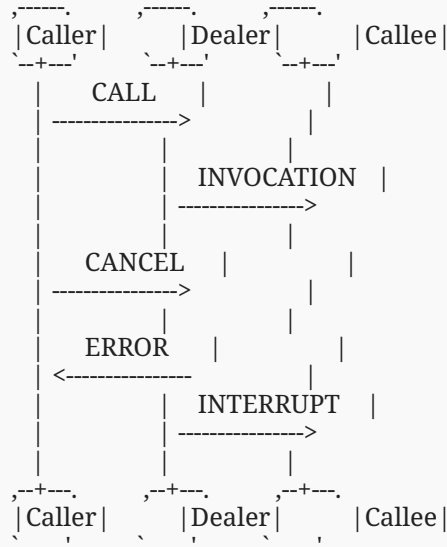 ,------. ,------. ,------.
|Caller| |Dealer| |Callee|
`--+---' `--+---' `--+---'
| CALL | |
| ----------------> |
| | |
| | INVOCATION |
| | ---------------->
| | |
| CANCEL | |
| ----------------> |
| | |
| ERROR | |
| <---------------- |
| | INTERRUPT |
| | ---------------->
| | |
,--+---. ,--+---. ,--+---.
|Caller| |Dealer| |Callee|